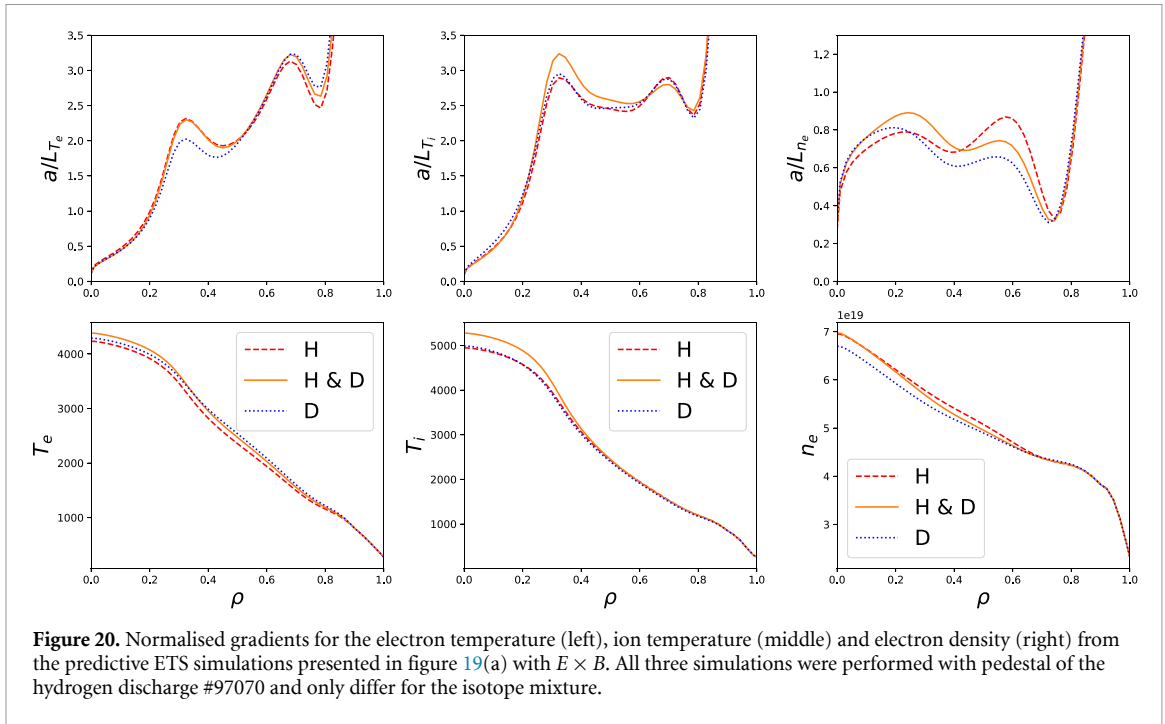 3.5
3.0
2.5
2.0
1.5
1.0
0.5
0.0
a/L_{T_e}
0.0 0.2 0.4 0.6 0.8 1.0
3.5
3.0
2.5
2.0
1.5
1.0
0.5
0.0
a/L_{T_i}
0.0 0.2 0.4 0.6 0.8 1.0
1.2
1.0
0.8
0.6
0.4
0.2
0.0
a/L_{n_e}
0.0 0.2 0.4 0.6 0.8 1.0
4000
3000
2000
1000
T_e
H
H & D
D
0.0 0.2 0.4 0.6 0.8 1.0
ρ
5000
4000
3000
2000
1000
T_i
H
H & D
D
0.0 0.2 0.4 0.6 0.8 1.0
ρ
1e19
7
6
5
4
3
n_e
H
H & D
D
0.0 0.2 0.4 0.6 0.8 1.0
ρ
Figure 20. Normalised gradients for the electron temperature (left), ion temperature (middle) and electron density (right) from
the predictive ETS simulations presented in figure 19(a) with E × B. All three simulations were performed with pedestal of the
hydrogen discharge #97070 and only differ for the isotope mixture.